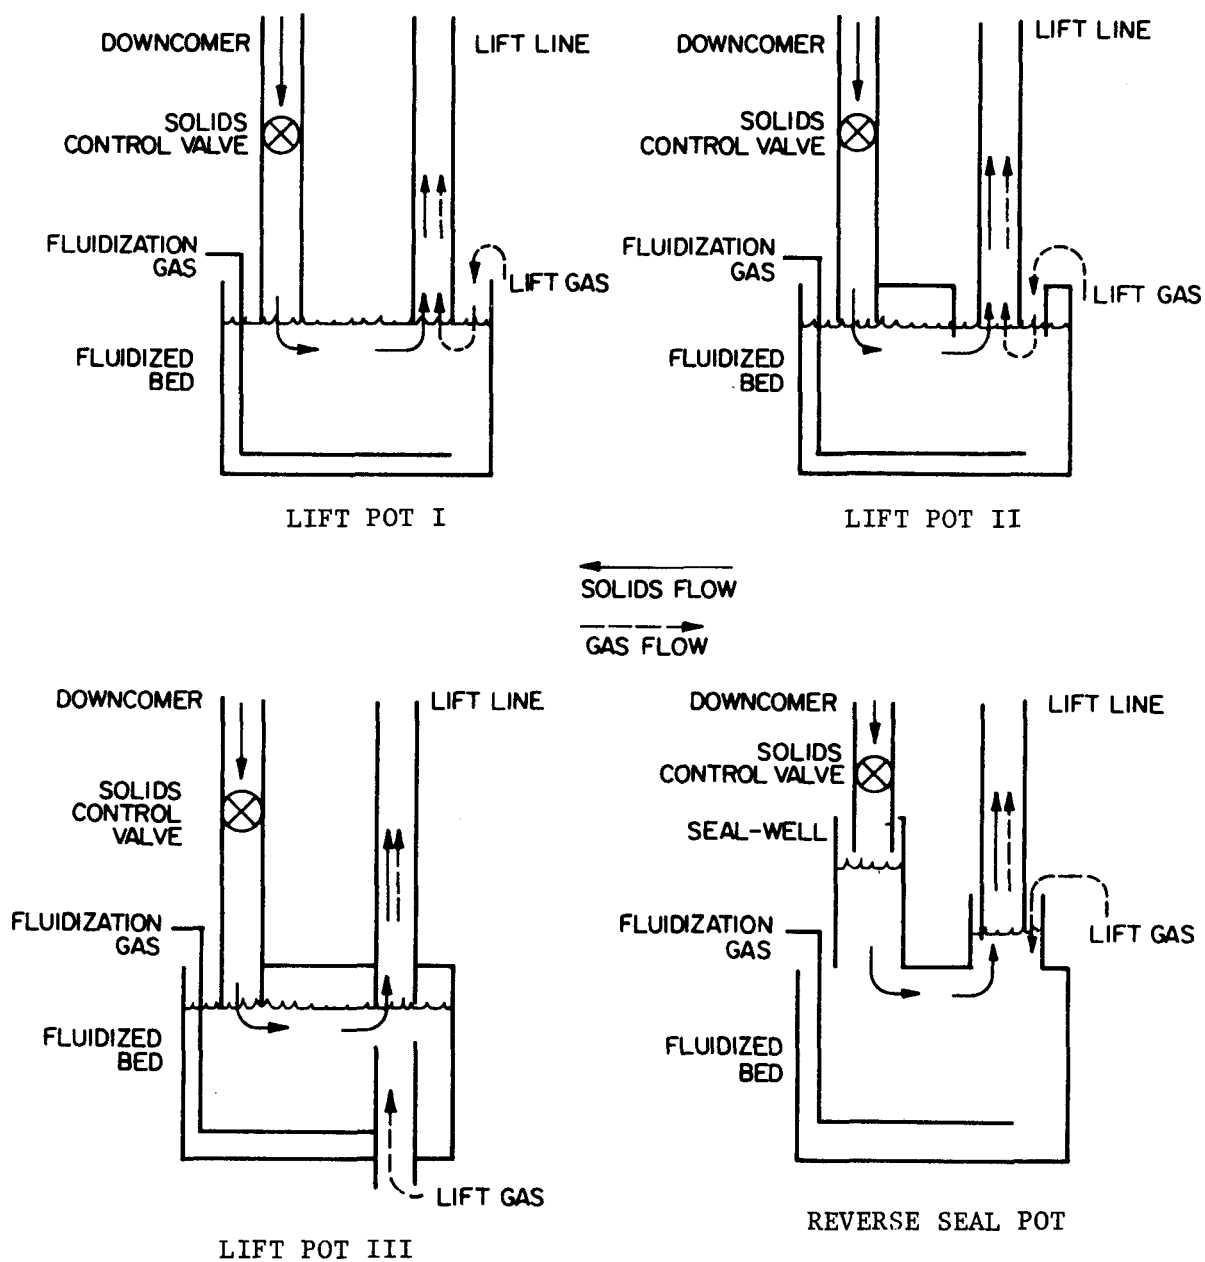 DOWNCOMER
LIFT LINE
SOLIDS
CONTROL VALVE
FLUIDIZATION
GAS
LIFT GAS
FLUIDIZED
BED
LIFT POT I
DOWNCOMER
LIFT LINE
SOLIDS
CONTROL VALVE
FLUIDIZATION
GAS
LIFT GAS
FLUIDIZED
BED
LIFT POT II
SOLIDS FLOW
GAS FLOW
DOWNCOMER
LIFT LINE
SOLIDS
CONTROL
VALVE
FLUIDIZATION
GAS
FLUIDIZED
BED
LIFT GAS
LIFT POT III
DOWNCOMER
LIFT LINE
SOLIDS
CONTROL VALVE
SEAL-WELL
FLUIDIZATION
GAS
LIFT GAS
FLUIDIZED
BED
REVERSE SEAL POT